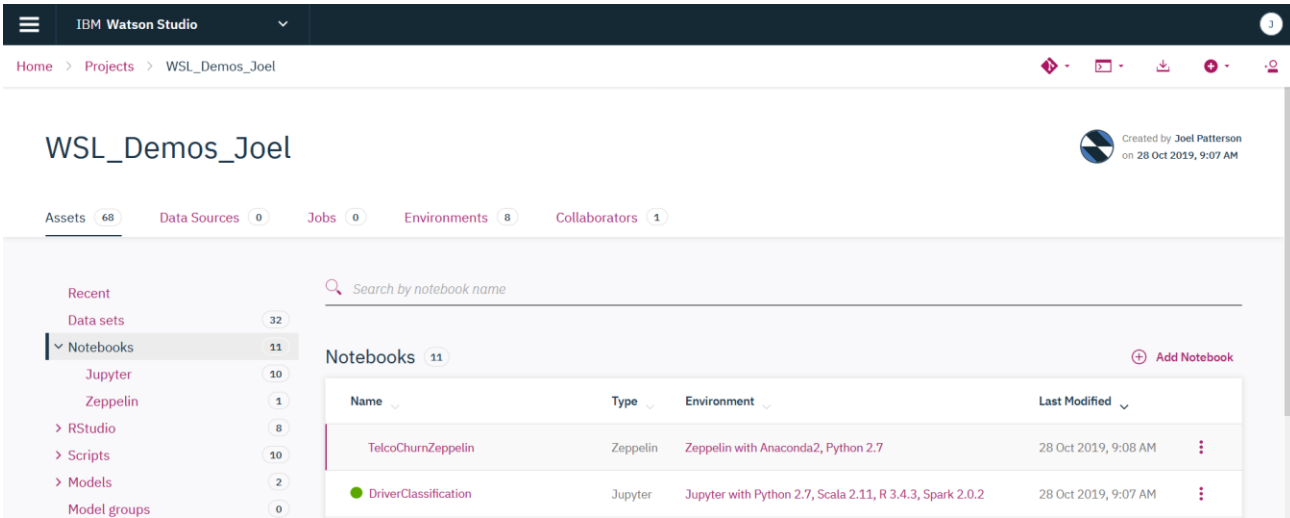 IBM Watson Studio
J
Home > Projects > WSL_Demos_Joel
WSL_Demos_Joel
Created by Joel Patterson
on 28 Oct 2019, 9:07 AM
Assets 68 Data Sources 0 Jobs 0 Environments 8 Collaborators 1
Recent
Search by notebook name
Data sets 32
Notebooks 11
Jupyter 10
Zeppelin 1
RStudio 8
Scripts 10
Models 2
Model groups 0
Notebooks 11 Add Notebook
Name Type Environment Last Modified
TelcoChurnZeppelin Zeppelin Zeppelin with Anaconda2, Python 2.7 28 Oct 2019, 9:08 AM
DriverClassification Jupyter Jupyter with Python 2.7, Scala 2.11, R 3.4.3, Spark 2.0.2 28 Oct 2019, 9:07 AM